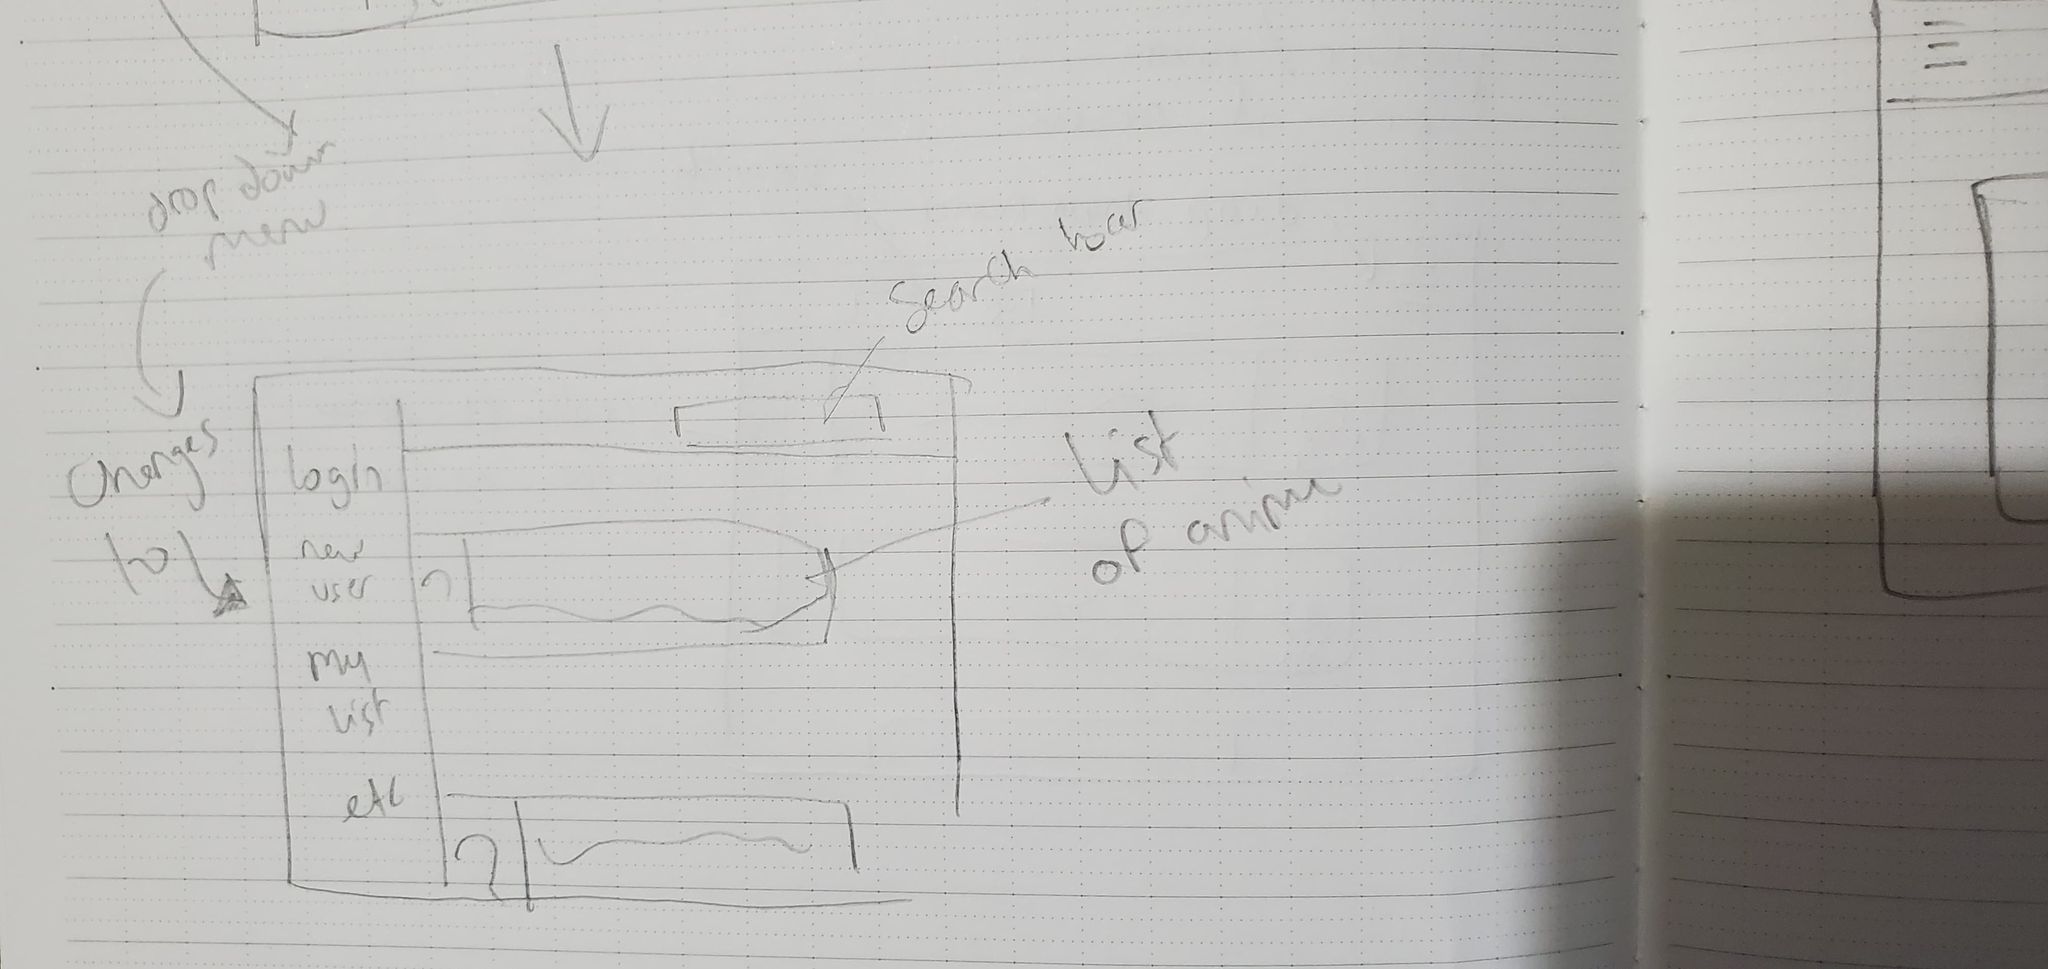 drop down
menu
search bar
Changes
to
login
new
user
my
list
etc
?
?
list
of anime